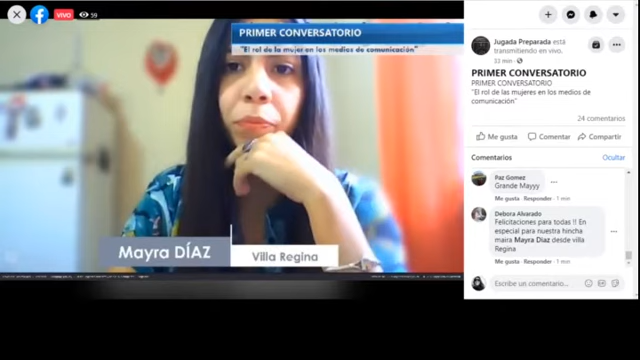 VIVO
59
PRIMER CONVERSATORIO
"El rol de la mujer en los medios de comunicación"
Mayra DÍAZ
Villa Regina
Jugada Preparada está
transmitiendo en vivo.
33 min ·
PRIMER CONVERSATORIO
PRIMER CONVERSATORIO
"El rol de las mujeres en los medios de
comunicación"
24 comentarios
Me gusta
Comentar
Compartir
Comentarios
Ocultar
Paz Gomez
Grande Mayyy
Me gusta · Responder · 1 min
Debora Alvarado
Felicitaciones para todas !! En
especial para nuestra hincha
maira Mayra Diaz desde villa
Regina
Me gusta · Responder · 1 min
Escribe un comentario...